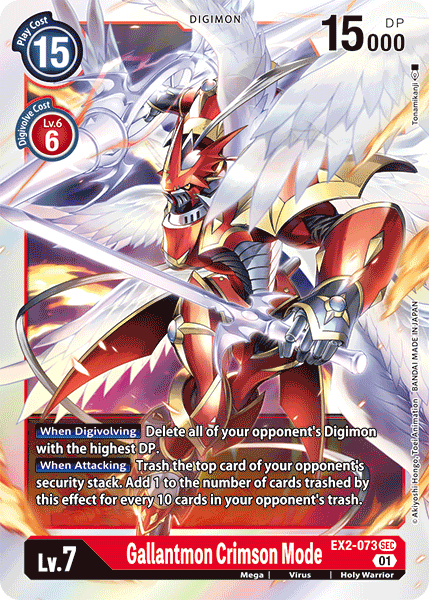 Play Cost
15
DIGIMON
15000
DP
Digivolve Cost
Lv.6
6
Tonamikanji
When Digivolving Delete all of your opponent's Digimon
with the highest DP.
When Attacking Trash the top card of your opponent's
security stack. Add 1 to the number of cards trashed by
this effect for every 10 cards in your opponent's trash.
© Akiyoshi Hongo, Toei Animation BANDAI MADE IN JAPAN
Lv.7
Gallantmon Crimson Mode
EX2-073 SEC
01
Mega | Virus | Holy Warrior